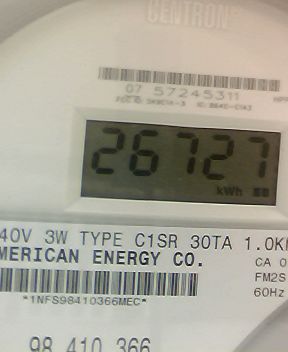 CENTRON
07 57245311
26727
kWh
40V 3W TYPE C1SR 30TA 1.0K
MERICAN ENERGY CO.
CA 0
FM2S
*1NFS98410366MEC*
60Hz
98 410 366